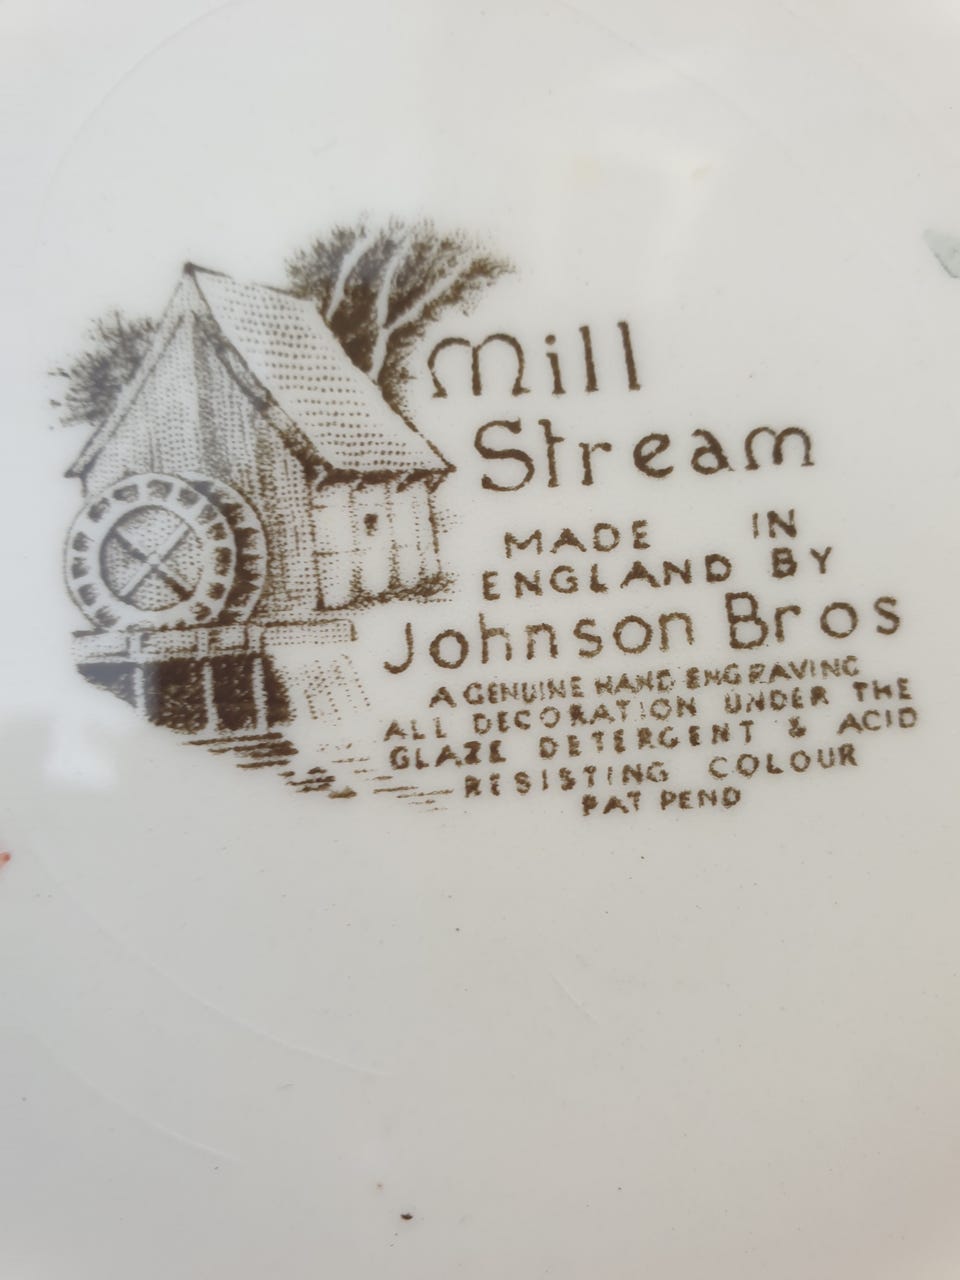 Mill
Stream
MADE IN
ENGLAND BY
Johnson Bros
A GENUINE HAND ENGRAVING
ALL DECORATION UNDER THE
GLAZE DETERGENT & ACID
RESISTING COLOUR
PAT PEND